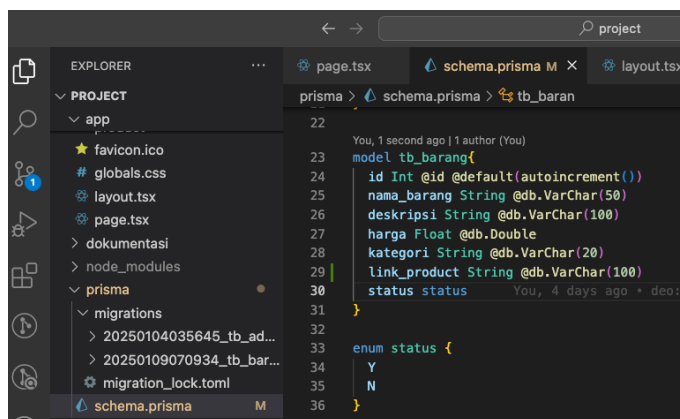 project
EXPLORER ...
page.tsx
schema.prisma M
layout.tsx
PROJECT
prisma > schema.prisma > tb_baran
app
favicon.ico
# globals.css
layout.tsx
page.tsx
dokumentasi
node_modules
prisma
migrations
20250104035645_tb_ad...
20250109070934_tb_bar...
migration_lock.toml
schema.prisma M
1
22
You, 1 second ago | 1 author (You)
23 model tb_barang{
24 id Int @id @default(autoincrement())
25 nama_barang String @db.VarChar(50)
26 deskripsi String @db.VarChar(100)
27 harga Float @db.Double
28 kategori String @db.VarChar(20)
29 link_product String @db.VarChar(100)
30 status status You, 4 days ago • deo:
31 }
32
33 enum status {
34 Y
35 N
36 }